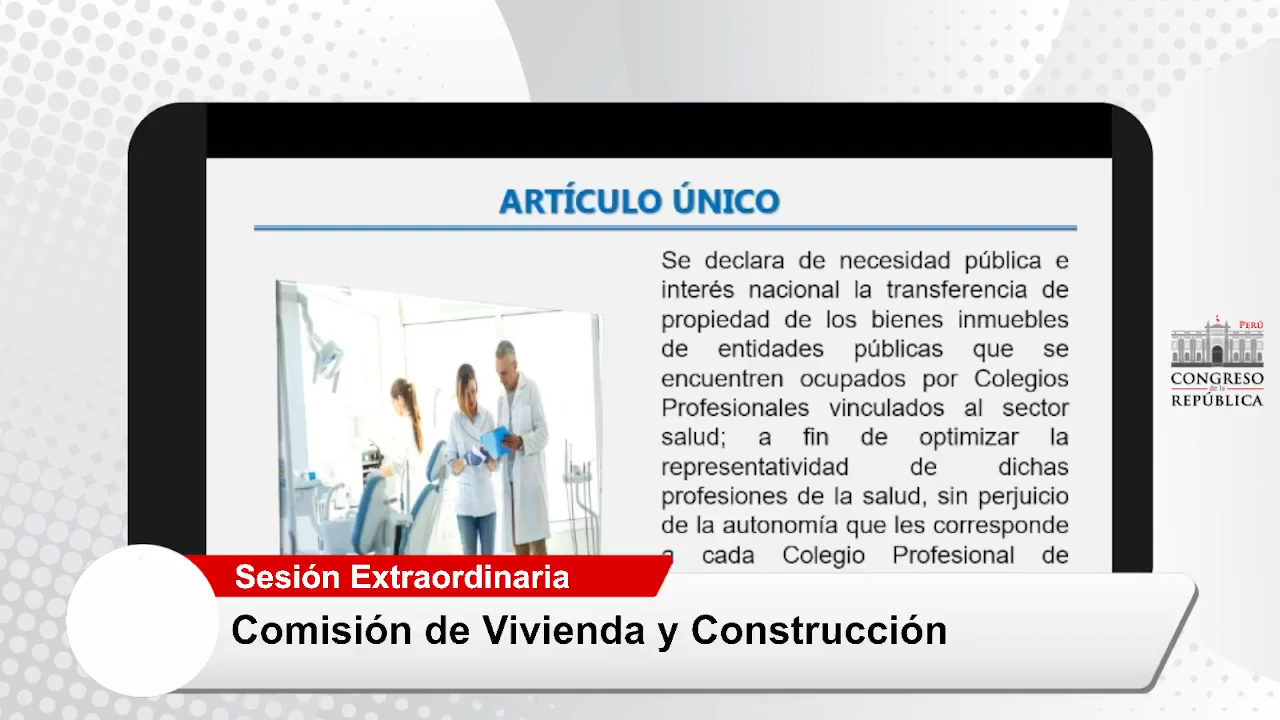 ARTÍCULO ÚNICO
Se declara de necesidad pública e
interés nacional la transferencia de
propiedad de los bienes inmuebles
de entidades públicas que se
encuentren ocupados por Colegios
Profesionales vinculados al sector
salud; a fin de optimizar la
representatividad de dichas
profesiones de la salud, sin perjuicio
de la autonomía que les corresponde
a cada Colegio Profesional de
PERÚ
CONGRESO
de la
REPÚBLICA
Sesión Extraordinaria
Comisión de Vivienda y Construcción